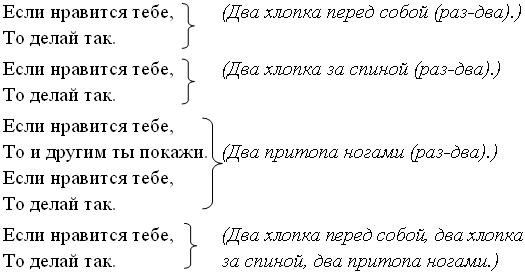 Если нравится тебе, (Два хлопка перед собой (раз-два).)
То делай так.
Если нравится тебе, (Два хлопка за спиной (раз-два).)
То делай так.
Если нравится тебе,
То и другим ты покажи. (Два притопа ногами (раз-два).)
Если нравится тебе,
То делай так.
Если нравится тебе, (Два хлопка перед собой, два хлопка
То делай так. за спиной, два притопа ногами.)